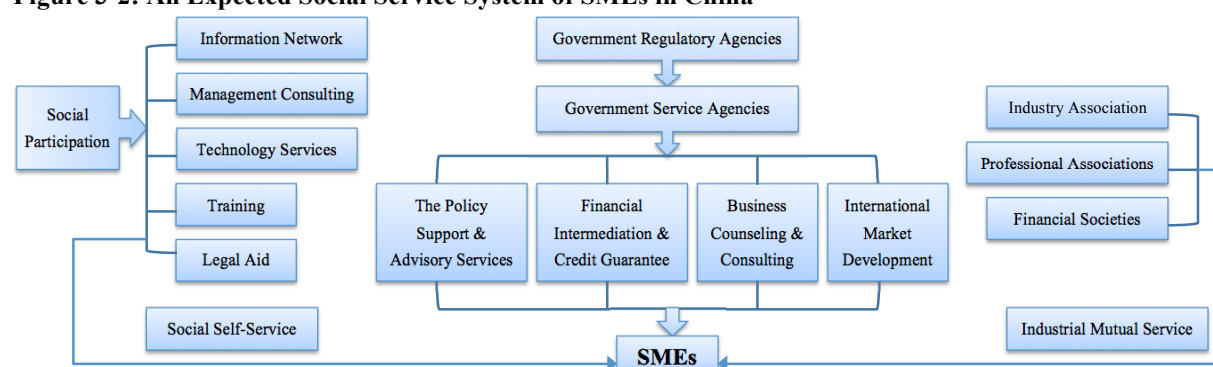 Figure 3-2: An Expected Social Service System of SMEs in China
Information Network
Management Consulting
Social
Participation
Technology Services
Training
Legal Aid
Social Self-Service
Government Regulatory Agencies
Government Service Agencies
The Policy
Support &
Advisory Services
Financial
Intermediation &
Credit Guarantee
Business
Counseling &
Consulting
International
Market
Development
SMEs
Industry Association
Professional Associations
Financial Societies
Industrial Mutual Service